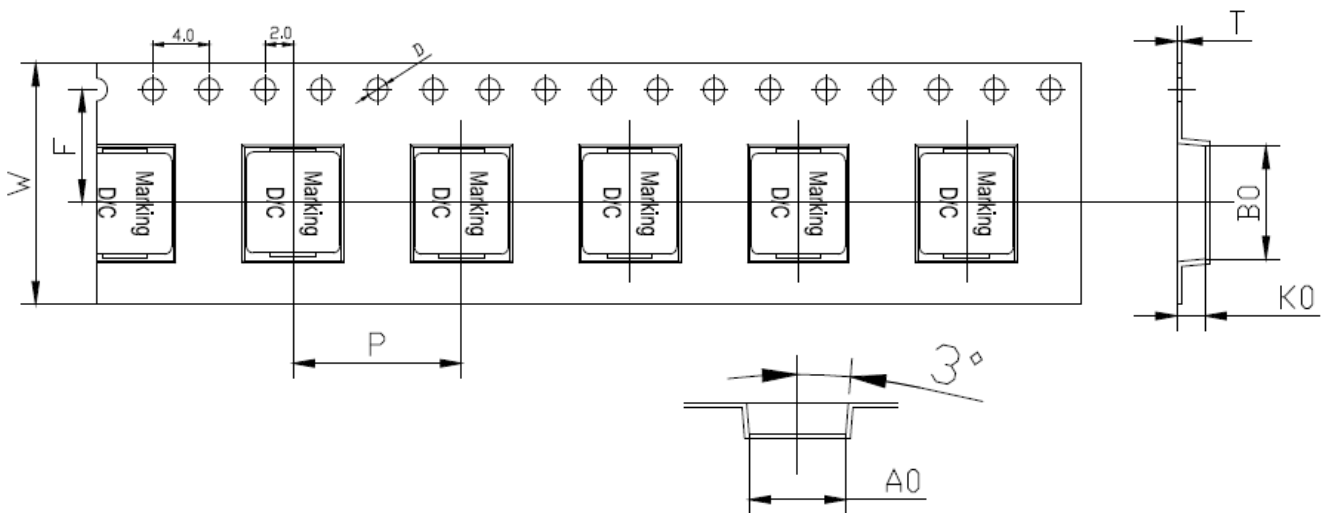 4.0
2.0
D
T
F
W
Marking
D/C
Marking
D/C
Marking
D/C
Marking
D/C
Marking
D/C
Marking
D/C
B0
K0
P
3°
A0